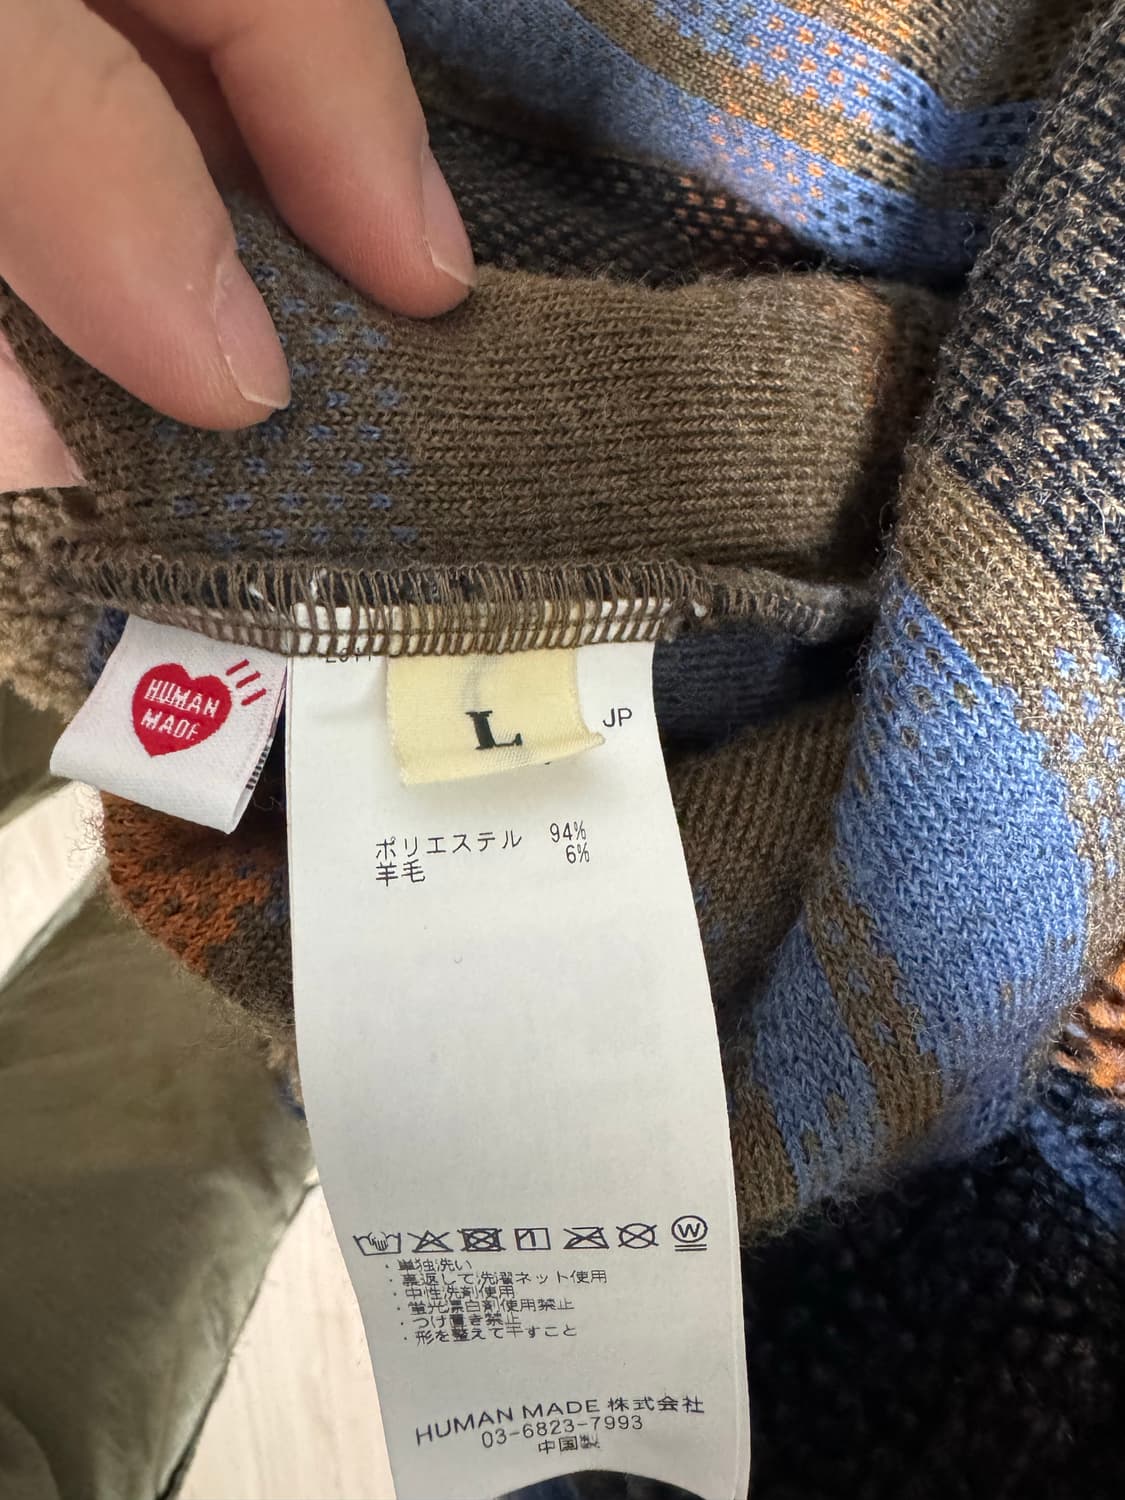 HUMAN
MADE
L
JP
ポリエステル 94%
羊毛 6%
W
・単独洗い
・裏返して洗濯ネット使用
・中性洗剤使用
・蛍光漂白剤使用禁止
・つけ置き禁止
・形を整えて干すこと
HUMAN MADE 株式会社
03-6823-7993
中国製